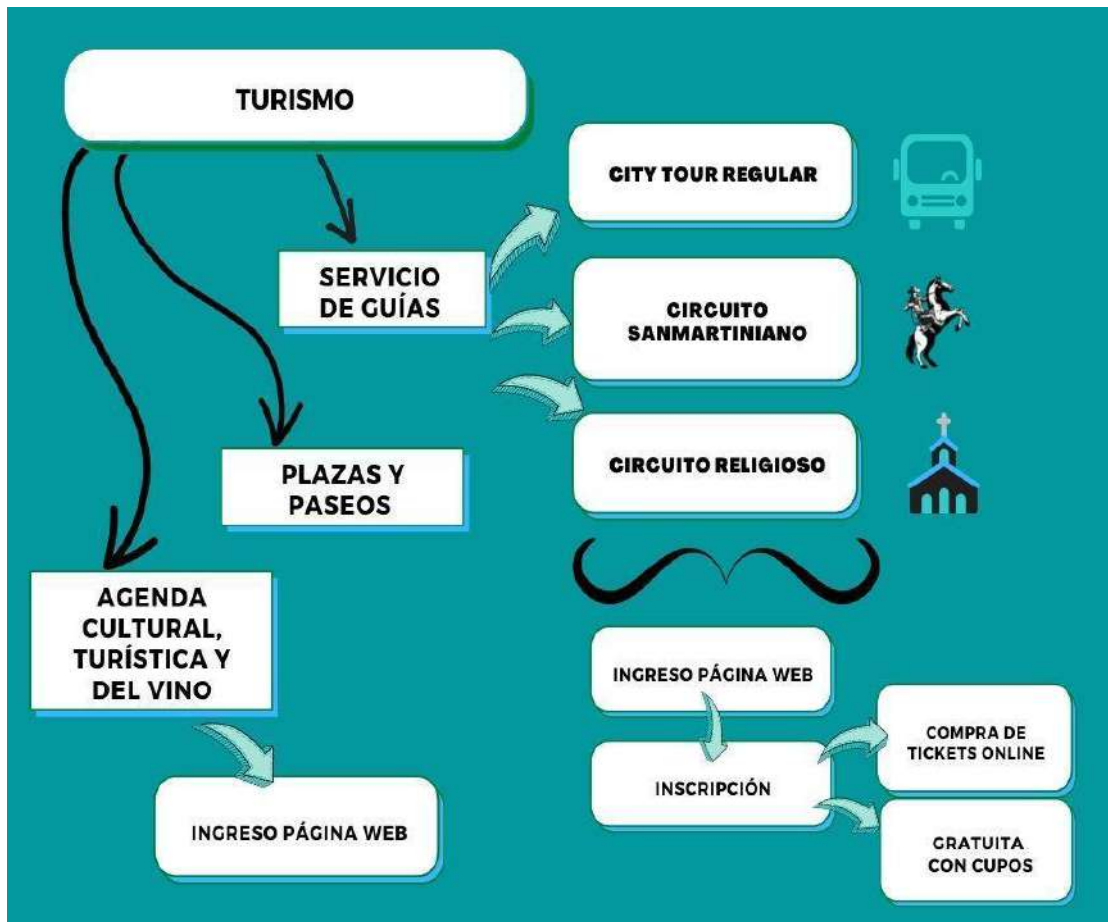 TURISMO
CITY TOUR REGULAR
SERVICIO
DE GUÍAS
CIRCUITO
SANMARTINIANO
CIRCUITO RELIGIOSO
PLAZAS Y
PASEOS
AGENDA
CULTURAL,
TURÍSTICA Y
DEL VINO
INGRESO PÁGINA WEB
INGRESO PÁGINA WEB
INSCRIPCIÓN
COMPRA DE
TICKETS ONLINE
GRATUITA
CON CUPOS